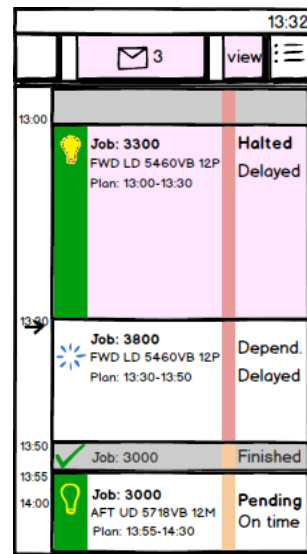 13:32
3
view
13:00
Job: 3300
Halted
FWD LD 5460VB 12P
Delayed
Plan: 13:00-13:30
Job: 3800
Depend.
FWD LD 5460VB 12P
Delayed
Plan: 13:30-13:50
13:50
Job: 3000
Finished
13:55
Job: 3000
Pending
14:00
AFT UD 5718VB 12M
On time
Plan: 13:55-14:30